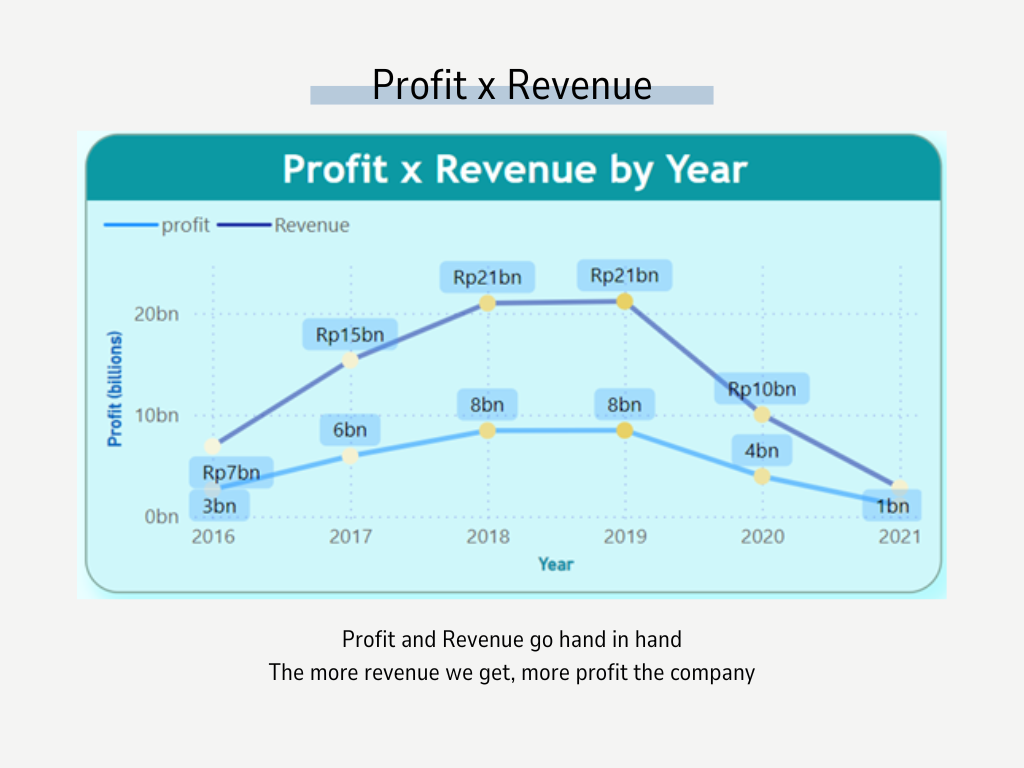 Profit x Revenue
Profit x Revenue by Year
profit Revenue
Rp21bn Rp21bn
20bn
Rp15bn
Rp10bn
10bn
8bn 8bn
6bn
4bn
Rp7bn
3bn
1bn
0bn
Profit (billions)
2016 2017 2018 2019 2020 2021
Year
Profit and Revenue go hand in hand
The more revenue we get, more profit the company